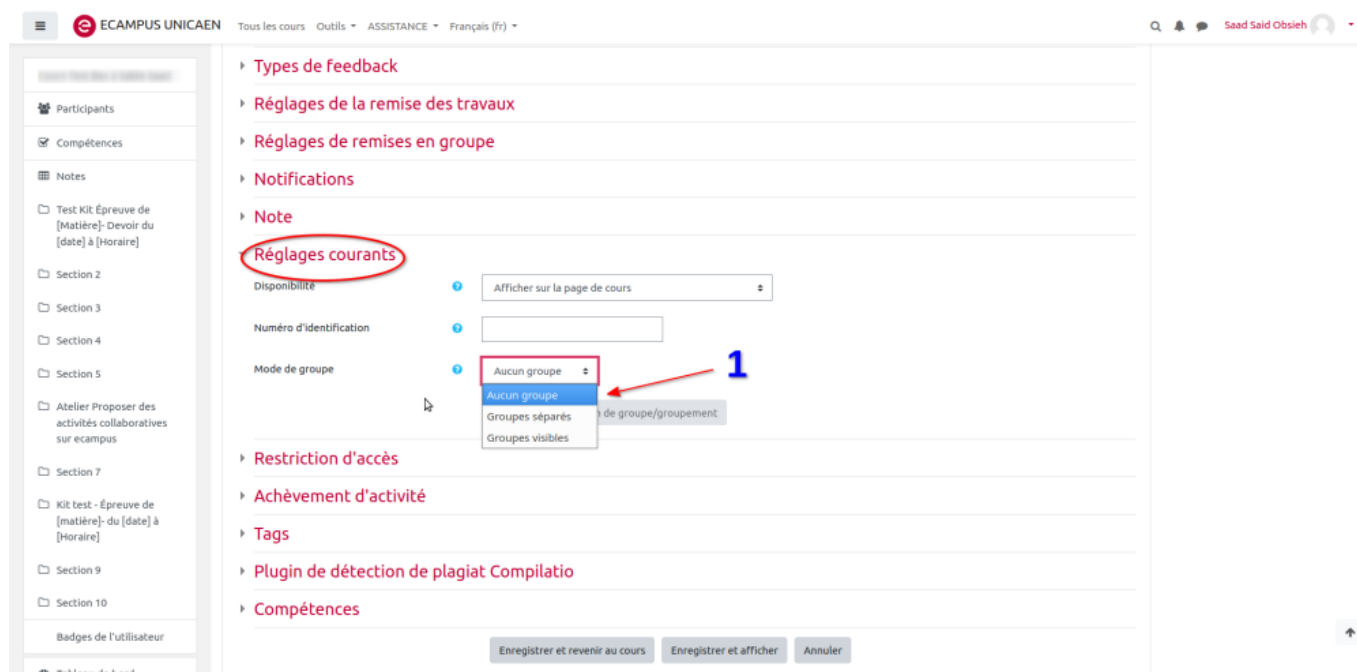 ECAMPUS UNICAEN Tous les cours Outils ASSISTANCE Français (fr) Saad Said Obsieh
Participants
Compétences
Notes
Test Kit Épreuve de
[Matière]- Devoir du
[date] à [Horaire]
Section 2
Section 3
Section 4
Section 5
Atelier Proposer des
activités collaboratives
sur ecampus
Section 7
Kit test - Épreuve de
[matière]- du [date] à
[Horaire]
Section 9
Section 10
Badges de l'utilisateur
Types de feedback
Réglages de la remise des travaux
Réglages de remises en groupe
Notifications
Note
Réglages courants
Disponibilité
Afficher sur la page de cours
Numéro d'identification
Mode de groupe
Aucun groupe
1
Aucun groupe
Groupes séparés
de groupe/groupement
Groupes visibles
Restriction d'accès
Achèvement d'activité
Tags
Plugin de détection de plagiat Compilatio
Compétences
Enregistrer et revenir au cours Enregistrer et afficher Annuler